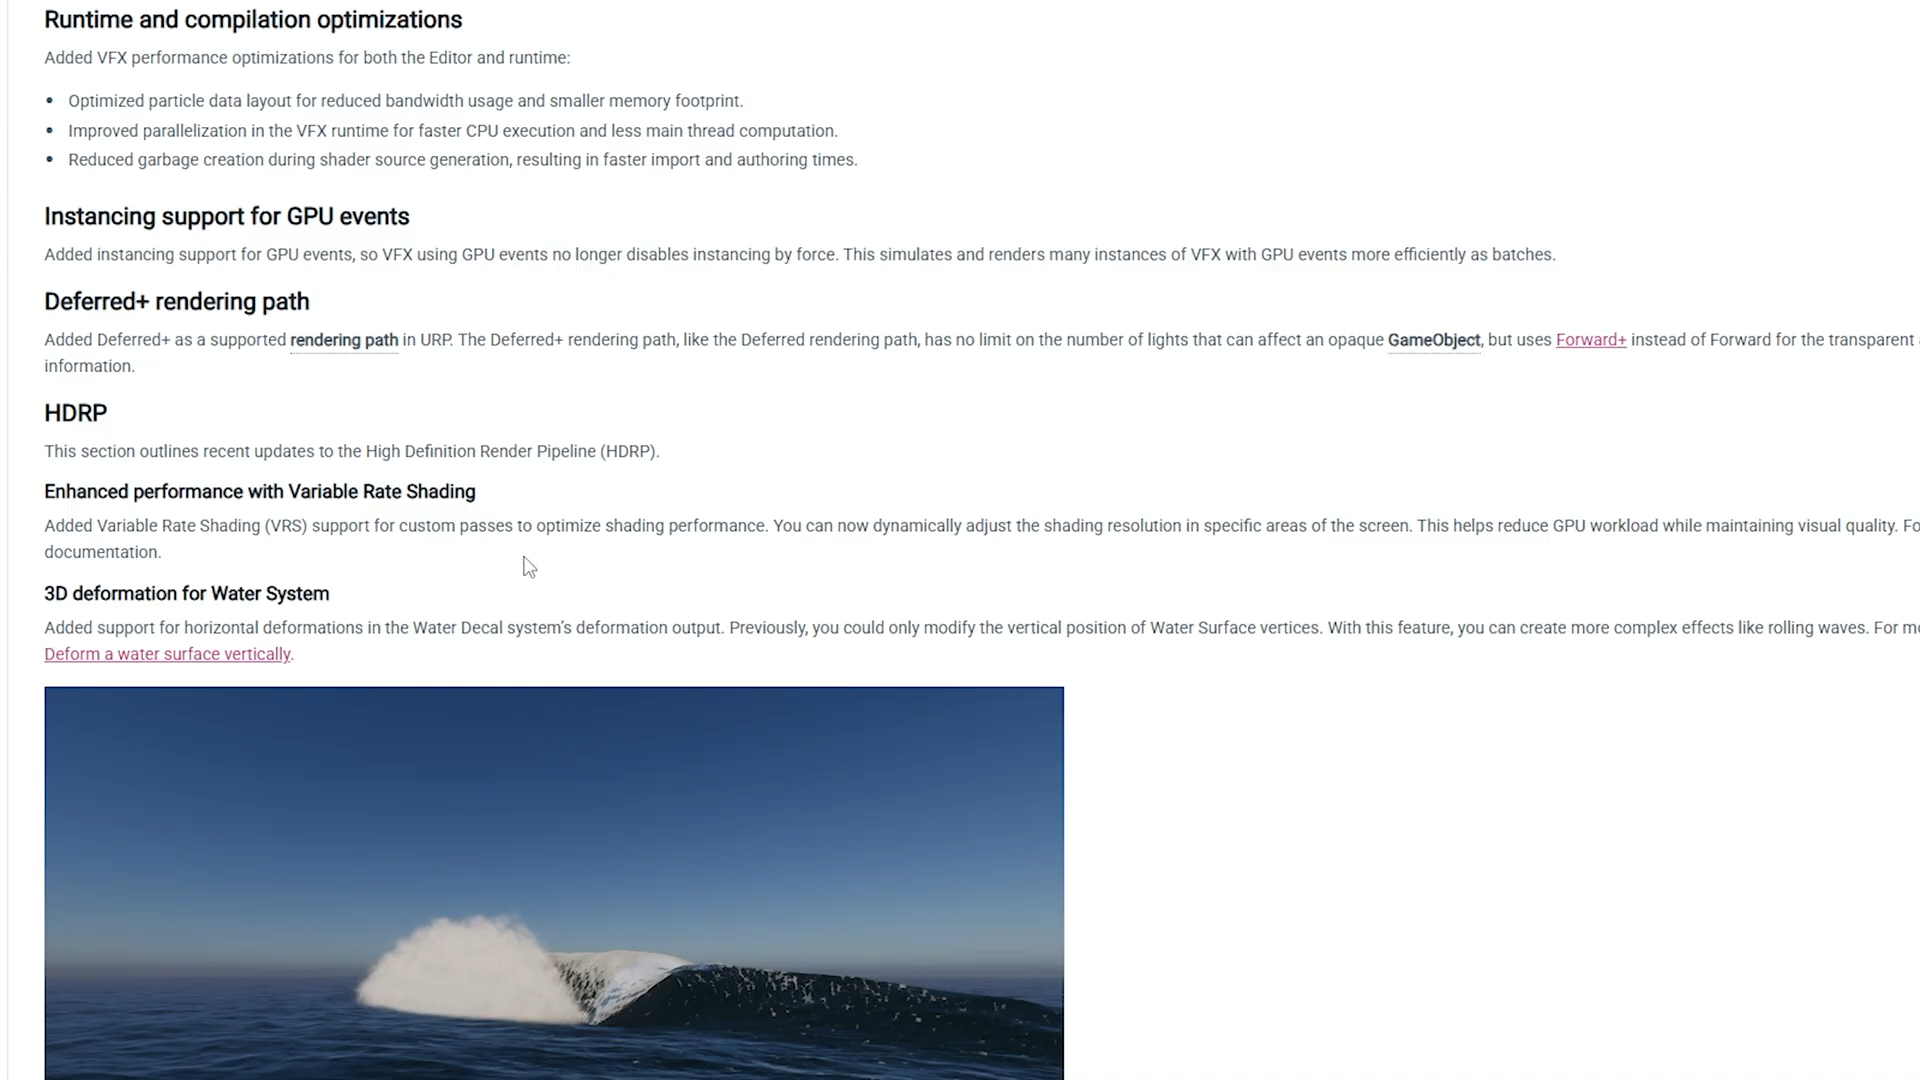 Runtime and compilation optimizations
Added VFX performance optimizations for both the Editor and runtime:
• Optimized particle data layout for reduced bandwidth usage and smaller memory footprint.
• Improved parallelization in the VFX runtime for faster CPU execution and less main thread computation.
• Reduced garbage creation during shader source generation, resulting in faster import and authoring times.
Instancing support for GPU events
Added instancing support for GPU events, so VFX using GPU events no longer disables instancing by force. This simulates and renders many instances of VFX with GPU events more efficiently as batches.
Deferred+ rendering path
Added Deferred+ as a supported rendering path in URP. The Deferred+ rendering path, like the Deferred rendering path, has no limit on the number of lights that can affect an opaque GameObject, but uses Forward+ instead of Forward for the transparent
information.
HDRP
This section outlines recent updates to the High Definition Render Pipeline (HDRP).
Enhanced performance with Variable Rate Shading
Added Variable Rate Shading (VRS) support for custom passes to optimize shading performance. You can now dynamically adjust the shading resolution in specific areas of the screen. This helps reduce GPU workload while maintaining visual quality. Fo
documentation.
3D deformation for Water System
Added support for horizontal deformations in the Water Decal system’s deformation output. Previously, you could only modify the vertical position of Water Surface vertices. With this feature, you can create more complex effects like rolling waves. For m
Deform a water surface vertically.